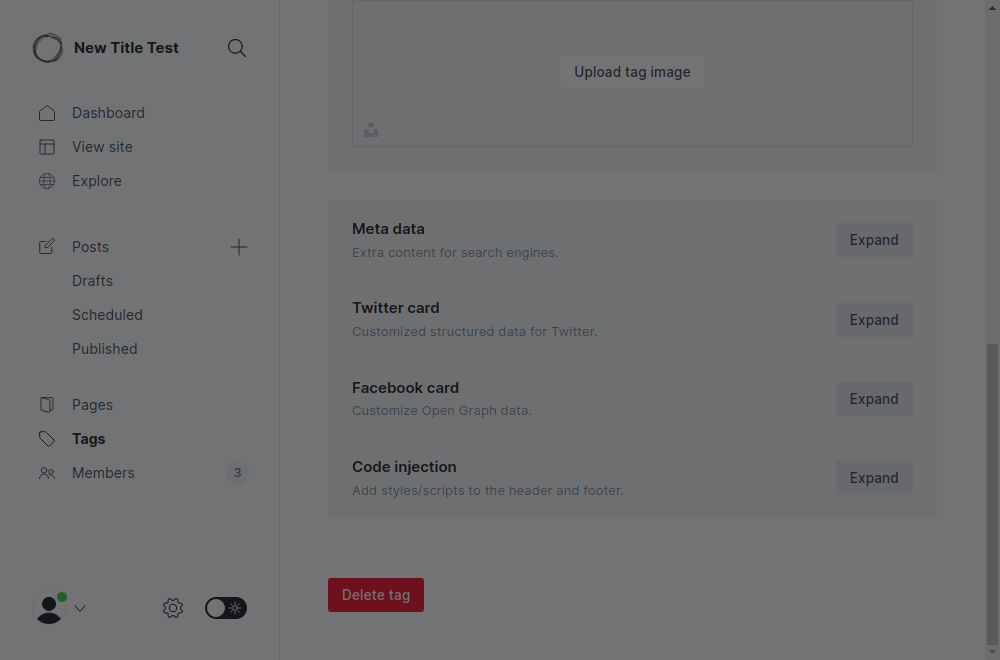 New Title Test
Dashboard
View site
Explore
Posts
Drafts
Scheduled
Published
Pages
Tags
Members
3
Upload tag image
Meta data
Extra content for search engines.
Expand
Twitter card
Customized structured data for Twitter.
Expand
Facebook card
Customize Open Graph data.
Expand
Code injection
Add styles/scripts to the header and footer.
Expand
Delete tag